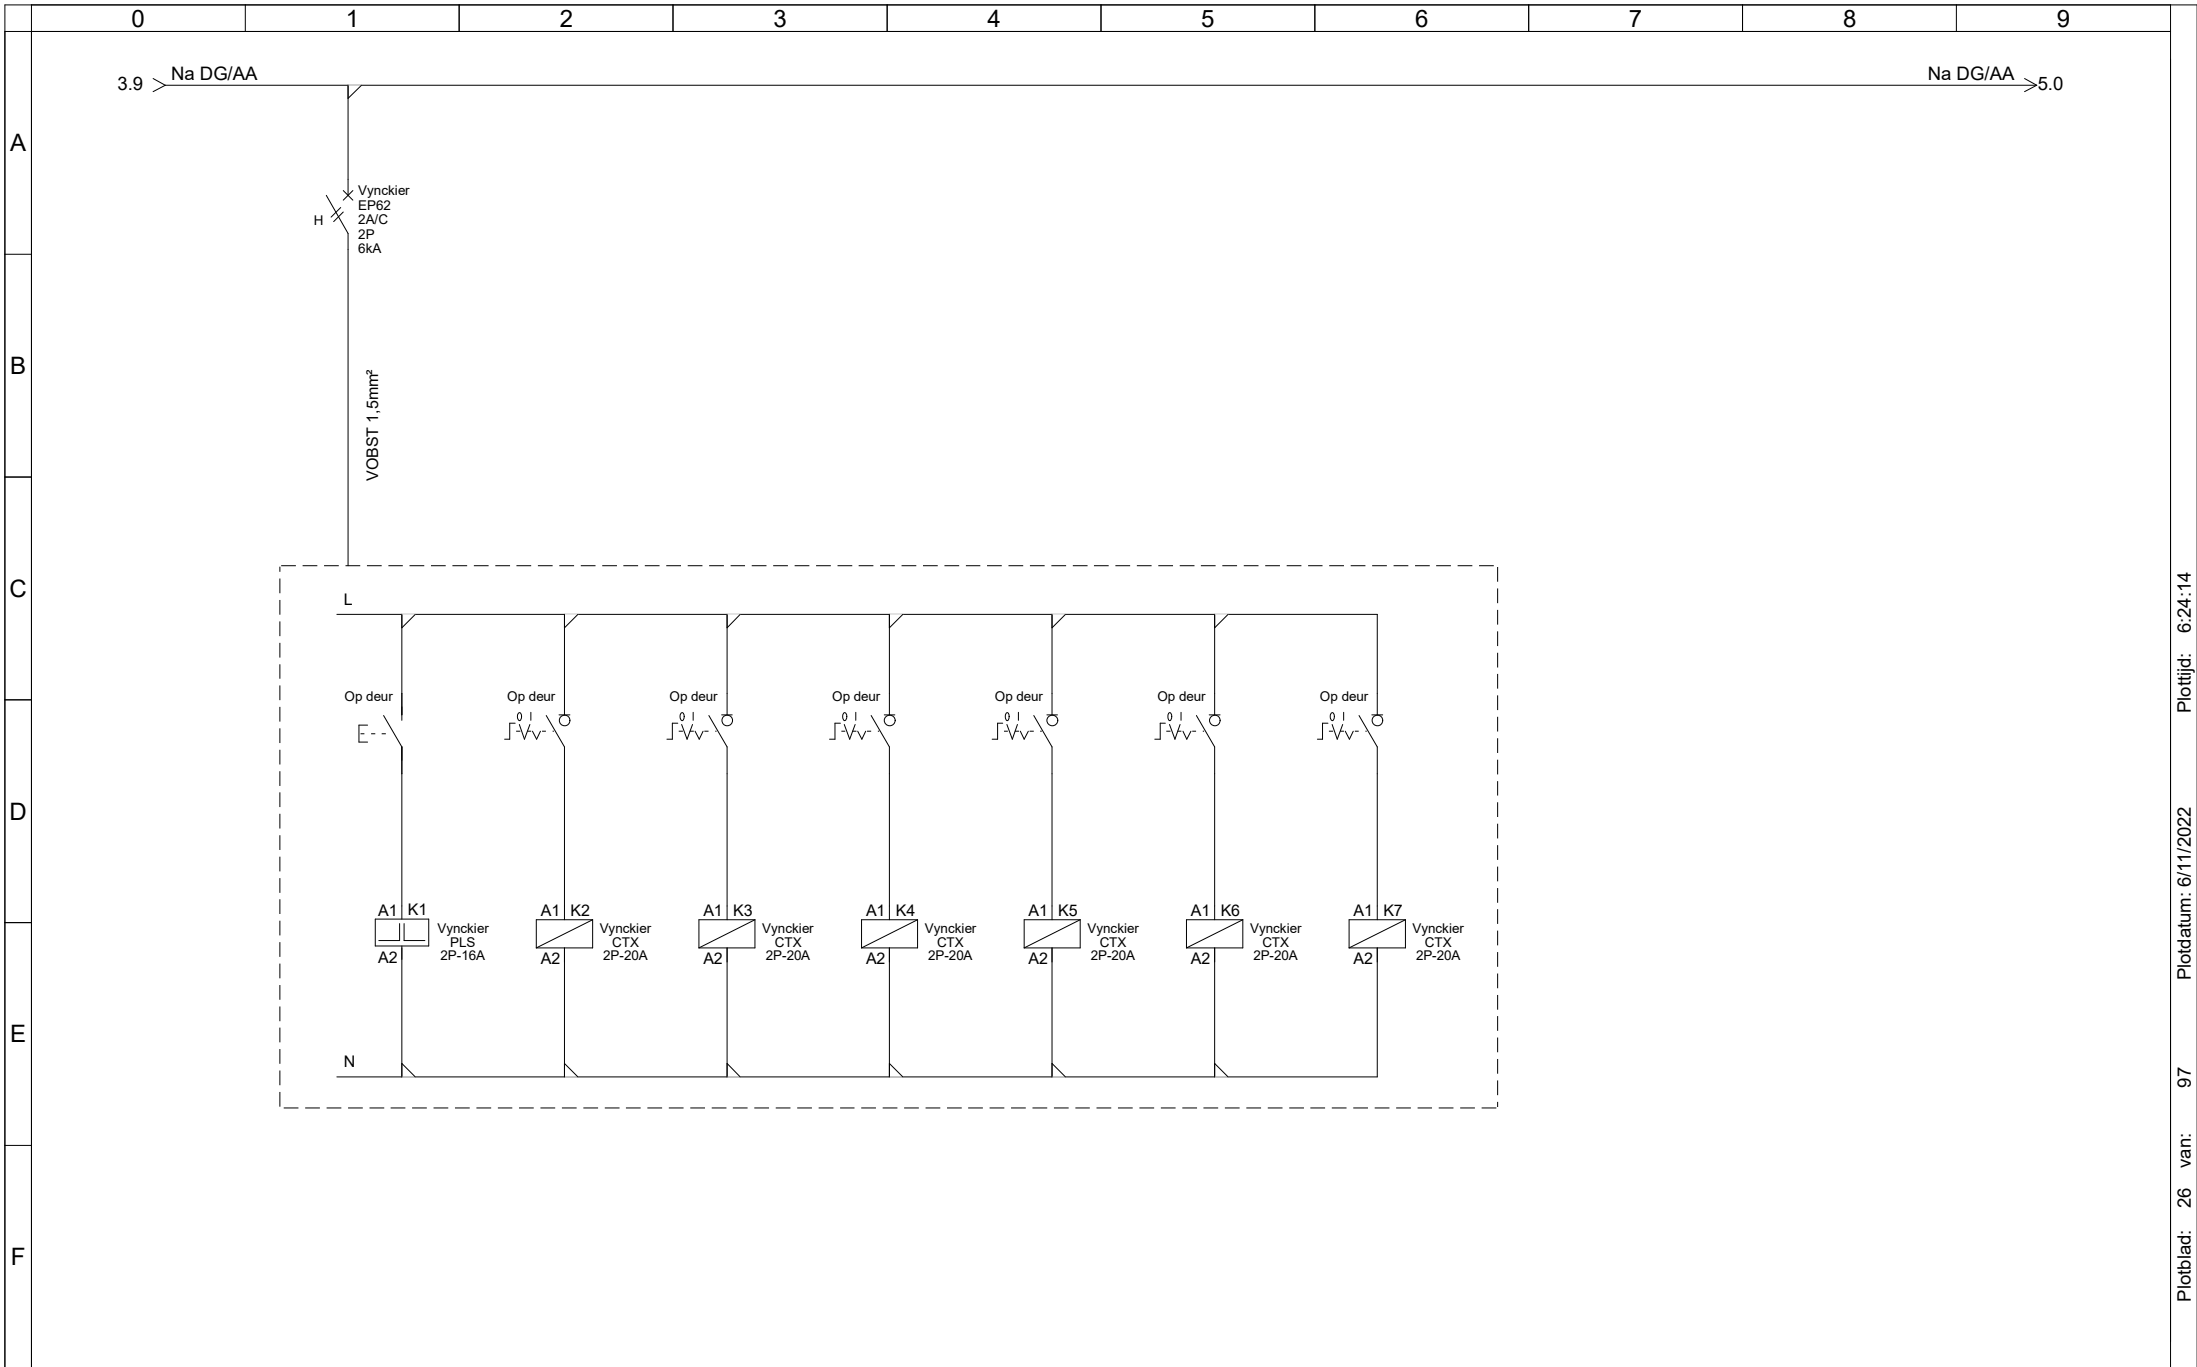 0 1 2 3 4 5 6 7 8 9
3.9 Na DG/AA
Na DG/AA 5.0
A
H
Vynckier
EP62
2A/C
2P
6kA
B
VOBST 1,5mm²
C
L
Op deur
Op deur
Op deur
Op deur
Op deur
Op deur
Op deur
0 I
0 I
0 I
0 I
0 I
0 I
D
A1 K1
Vynckier
PLS
2P-16A
A2
A1 K2
Vynckier
CTX
2P-20A
A2
A1 K3
Vynckier
CTX
2P-20A
A2
A1 K4
Vynckier
CTX
2P-20A
A2
A1 K5
Vynckier
CTX
2P-20A
A2
A1 K6
Vynckier
CTX
2P-20A
A2
A1 K7
Vynckier
CTX
2P-20A
A2
E
N
F
Plotblad: 26 van: 97 Plotdatum: 6/11/2022 Plottijd: 6:24:14